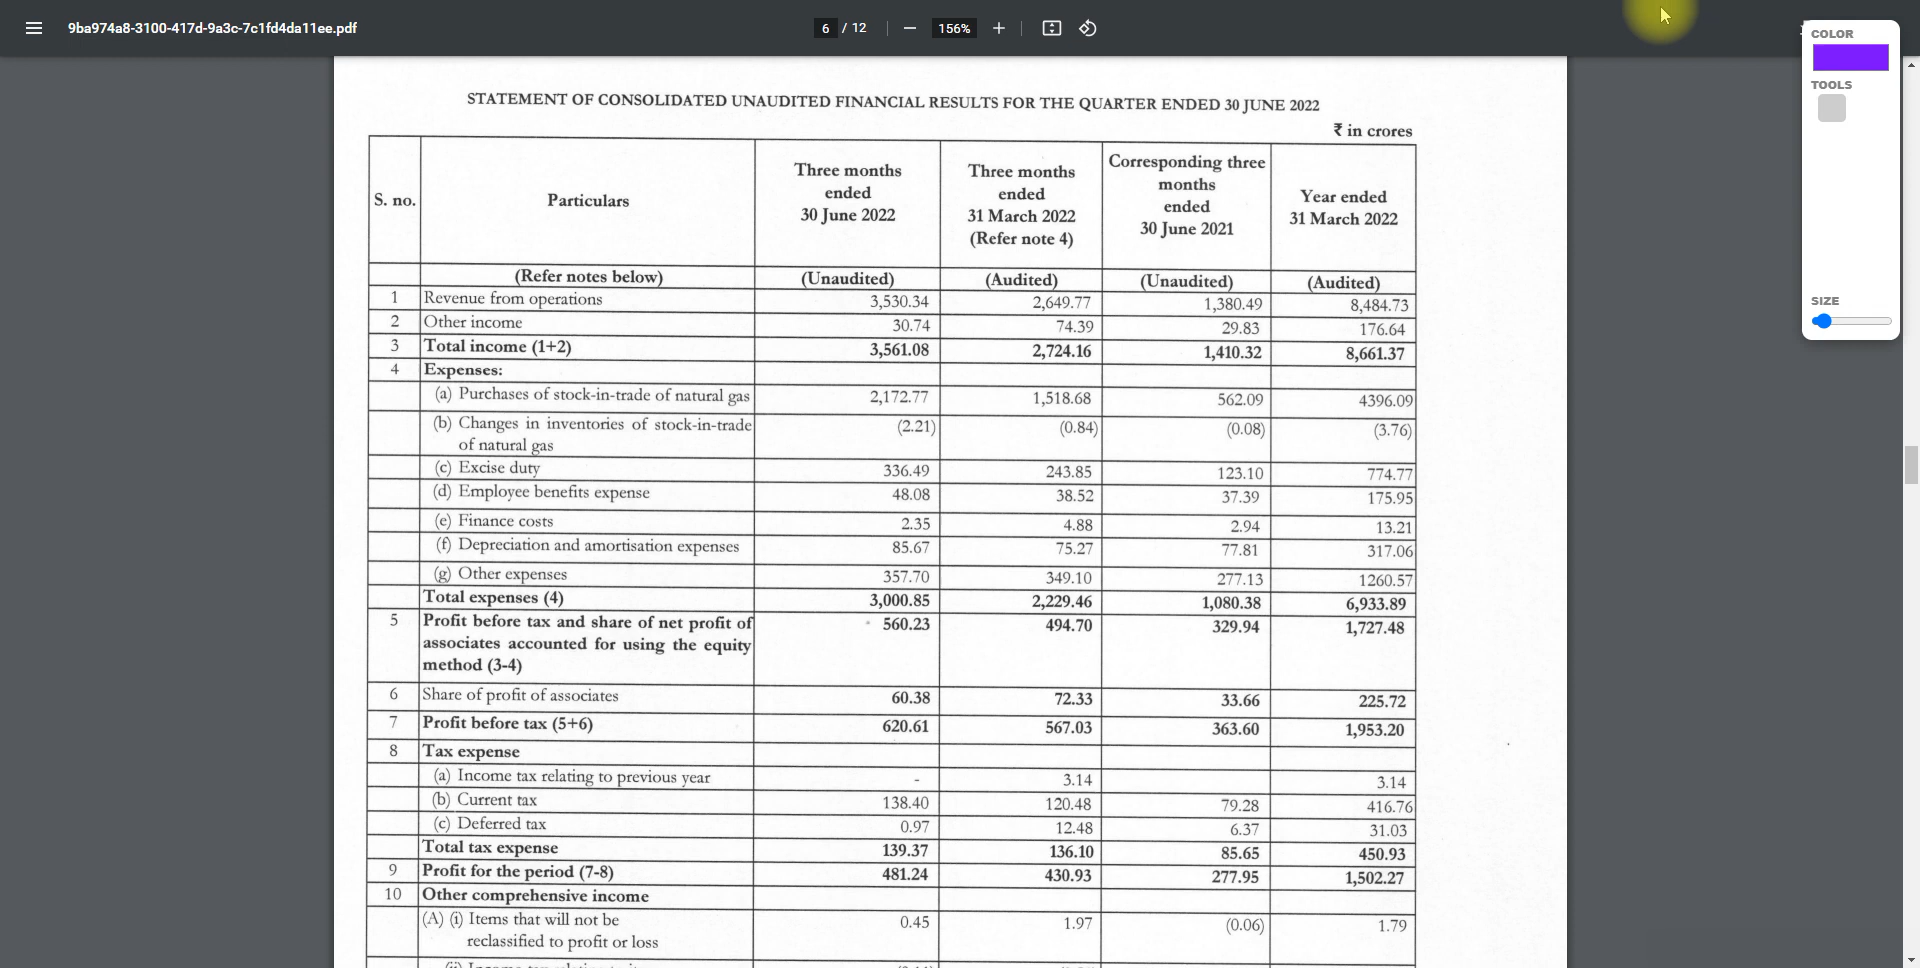 9ba974a8-3100-417d-9a3c-7c1fd4da11ee.pdf
6 / 12
156%
COLOR
TOOLS
SIZE
STATEMENT OF CONSOLIDATED UNAUDITED FINANCIAL RESULTS FOR THE QUARTER ENDED 30 JUNE 2022
₹ in crores
S. no. Particulars Three months ended 30 June 2022 Three months ended 31 March 2022 (Refer note 4) Corresponding three months ended 30 June 2021 Year ended 31 March 2022
(Refer notes below) (Unaudited) (Audited) (Unaudited) (Audited)
1 Revenue from operations 3,530.34 2,649.77 1,380.49 8,484.73
2 Other income 30.74 74.39 29.83 176.64
3 Total income (1+2) 3,561.08 2,724.16 1,410.32 8,661.37
4 Expenses:
(a) Purchases of stock-in-trade of natural gas 2,172.77 1,518.68 562.09 4396.09
(b) Changes in inventories of stock-in-trade (2.21) (0.84) (0.08) (3.76)
of natural gas
(c) Excise duty 336.49 243.85 123.10 774.77
(d) Employee benefits expense 48.08 38.52 37.39 175.95
(e) Finance costs 2.35 4.88 2.94 13.21
(f) Depreciation and amortisation expenses 85.67 75.27 77.81 317.06
(g) Other expenses 357.70 349.10 277.13 1260.57
Total expenses (4) 3,000.85 2,229.46 1,080.38 6,933.89
5 Profit before tax and share of net profit of 560.23 494.70 329.94 1,727.48
associates accounted for using the equity
method (3-4)
6 Share of profit of associates 60.38 72.33 33.66 225.72
7 Profit before tax (5+6) 620.61 567.03 363.60 1,953.20
8 Tax expense
(a) Income tax relating to previous year - 3.14 3.14
(b) Current tax 138.40 120.48 79.28 416.76
(c) Deferred tax 0.97 12.48 6.37 31.03
Total tax expense 139.37 136.10 85.65 450.93
9 Profit for the period (7-8) 481.24 430.93 277.95 1,502.27
10 Other comprehensive income
(A) (i) Items that will not be 0.45 1.97 (0.06) 1.79
reclassified to profit or loss